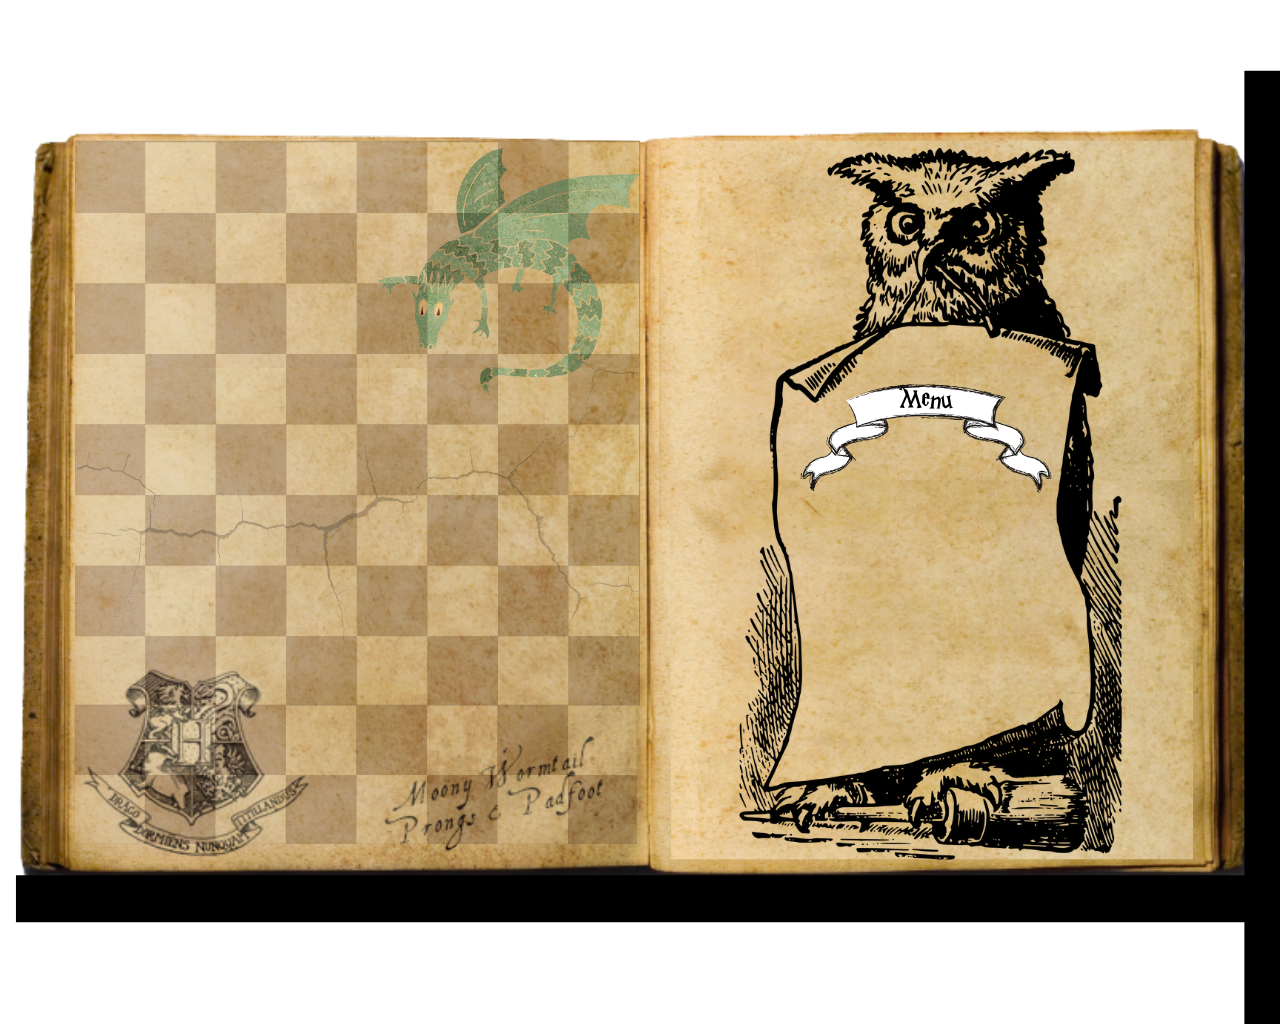 H
DRACO
DORMIENS NUNQUAM
TITILLANDUS
Moony Wormtail
Prongs & Padfoot
Menu